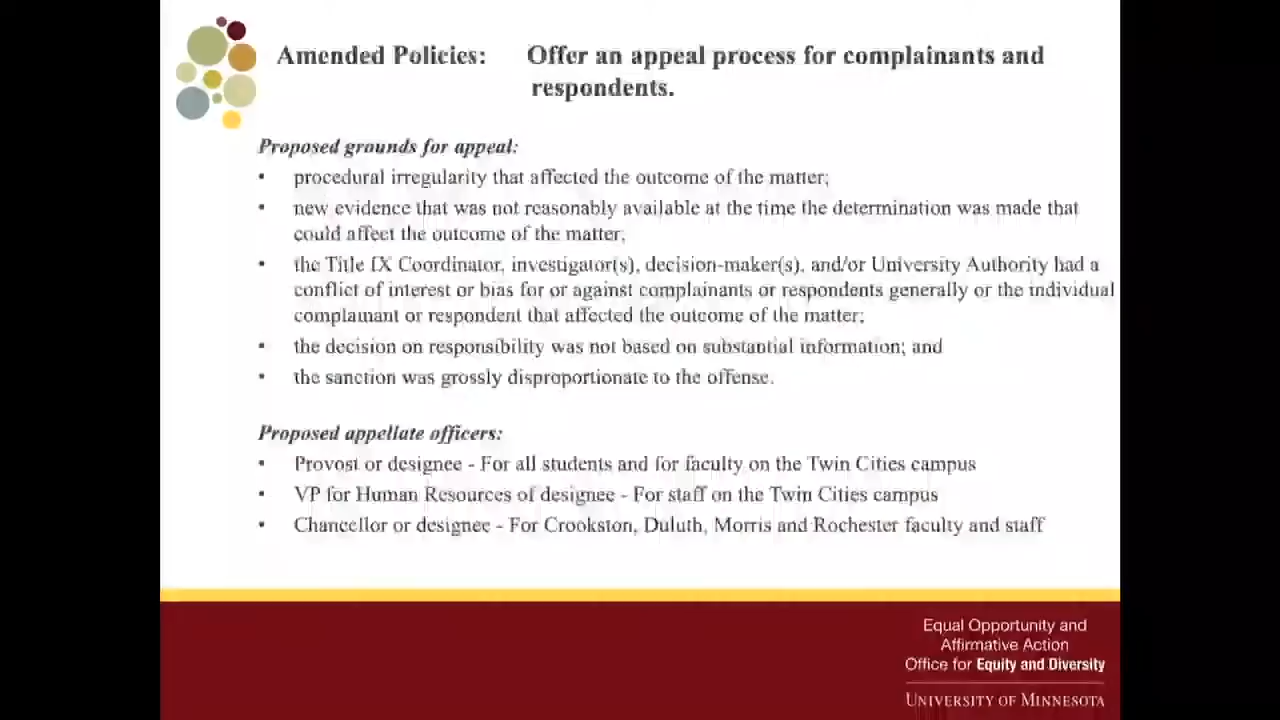 Amended Policies: Offer an appeal process for complainants and
respondents.
Proposed grounds for appeal:
• procedural irregularity that affected the outcome of the matter;
• new evidence that was not reasonably available at the time the determination was made that
could affect the outcome of the matter;
• the Title IX Coordinator, investigator(s), decision-maker(s), and/or University Authority had a
conflict of interest or bias for or against complainants or respondents generally or the individual
complainant or respondent that affected the outcome of the matter;
• the decision on responsibility was not based on substantial information; and
• the sanction was grossly disproportionate to the offense.
Proposed appellate officers:
• Provost or designee - For all students and for faculty on the Twin Cities campus
• VP for Human Resources of designee - For staff on the Twin Cities campus
• Chancellor or designee - For Crookston, Duluth, Morris and Rochester faculty and staff
Equal Opportunity and
Affirmative Action
Office for Equity and Diversity
UNIVERSITY OF MINNESOTA